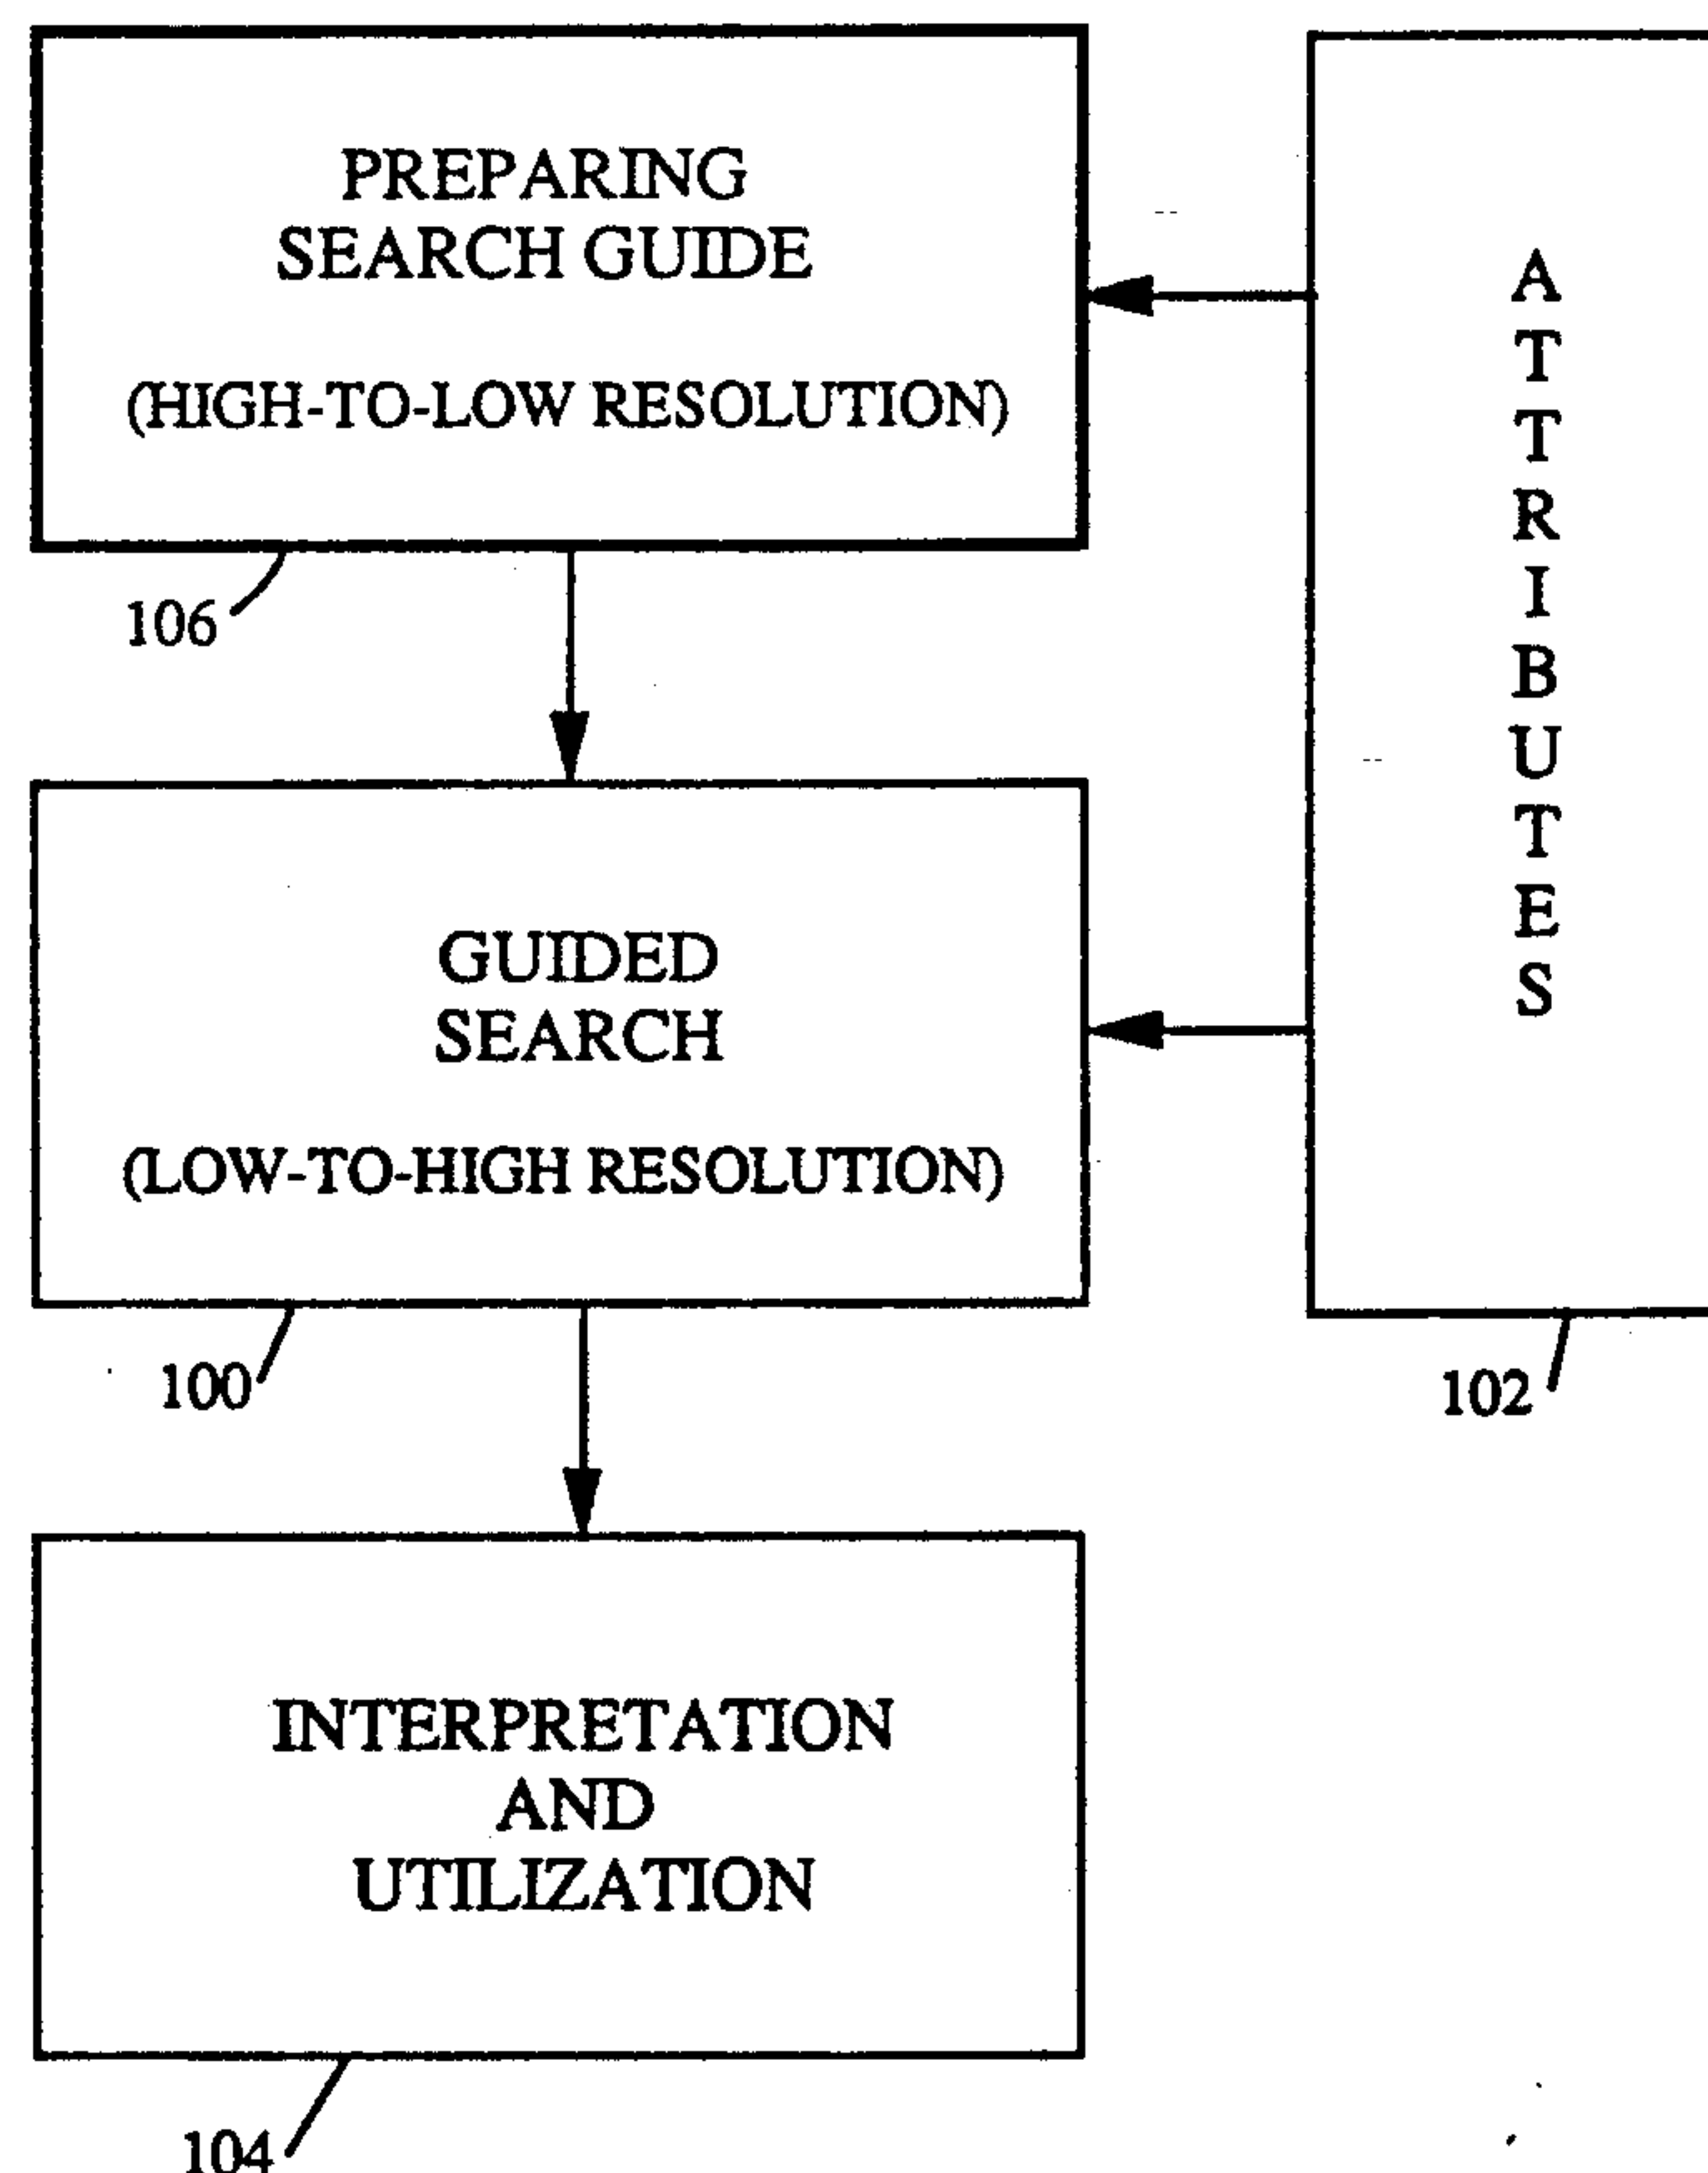 PREPARING
SEARCH GUIDE
(HIGH-TO-LOW RESOLUTION)
106
GUIDED
SEARCH
(LOW-TO-HIGH RESOLUTION)
100
INTERPRETATION
AND
UTILIZATION
104
A
T
T
R
I
B
U
T
E
S
102